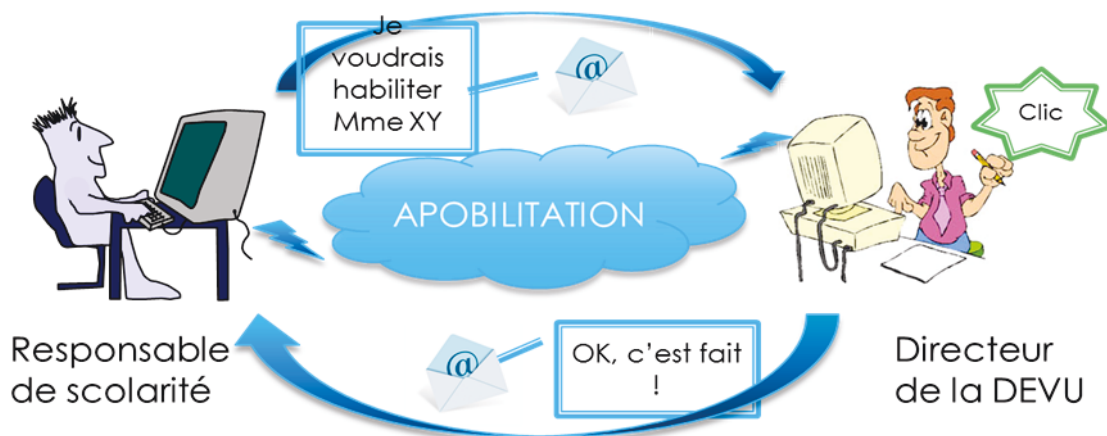 Je
voudrais
habiliter
Mme XY
@
Clic
APOBILITATION
Responsable
de scolarité
@
OK, c'est fait
!
Directeur
de la DEVU